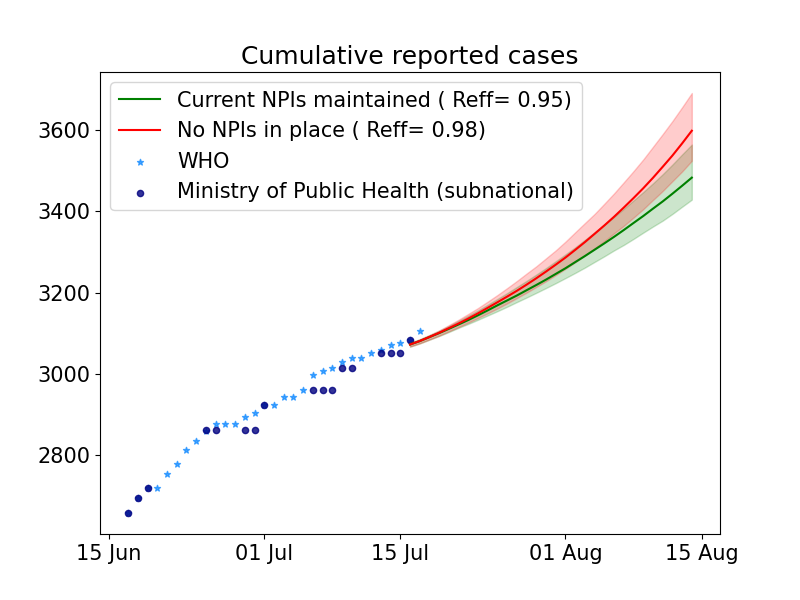 Cumulative reported cases
Current NPIs maintained ( Reff= 0.95)
No NPIs in place ( Reff= 0.98)
WHO
Ministry of Public Health (subnational)
3600
3400
3200
3000
2800
15 Jun
01 Jul
15 Jul
01 Aug
15 Aug